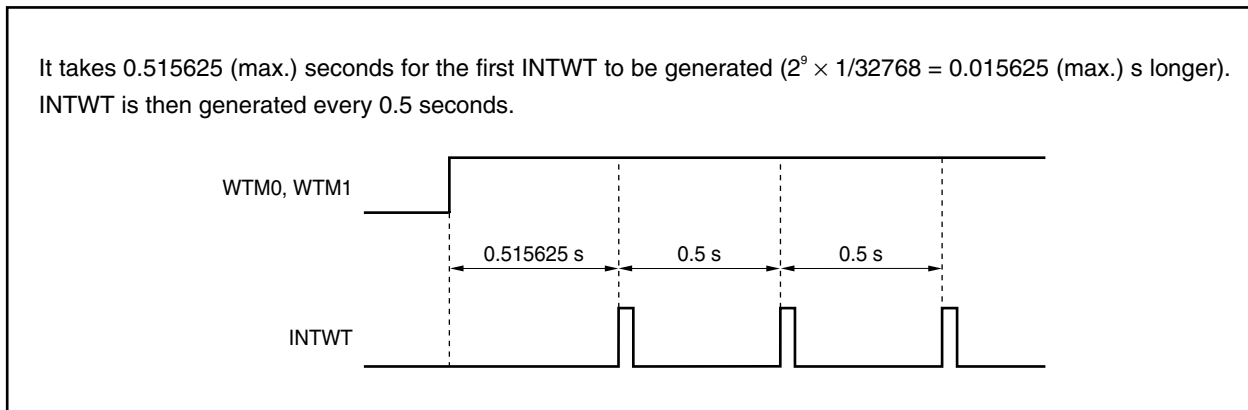 It takes 0.515625 (max.) seconds for the first INTWT to be generated (2⁹ × 1/32768 = 0.015625 (max.) s longer).
INTWT is then generated every 0.5 seconds.
WTM0, WTM1
0.515625 s
0.5 s
0.5 s
INTWT